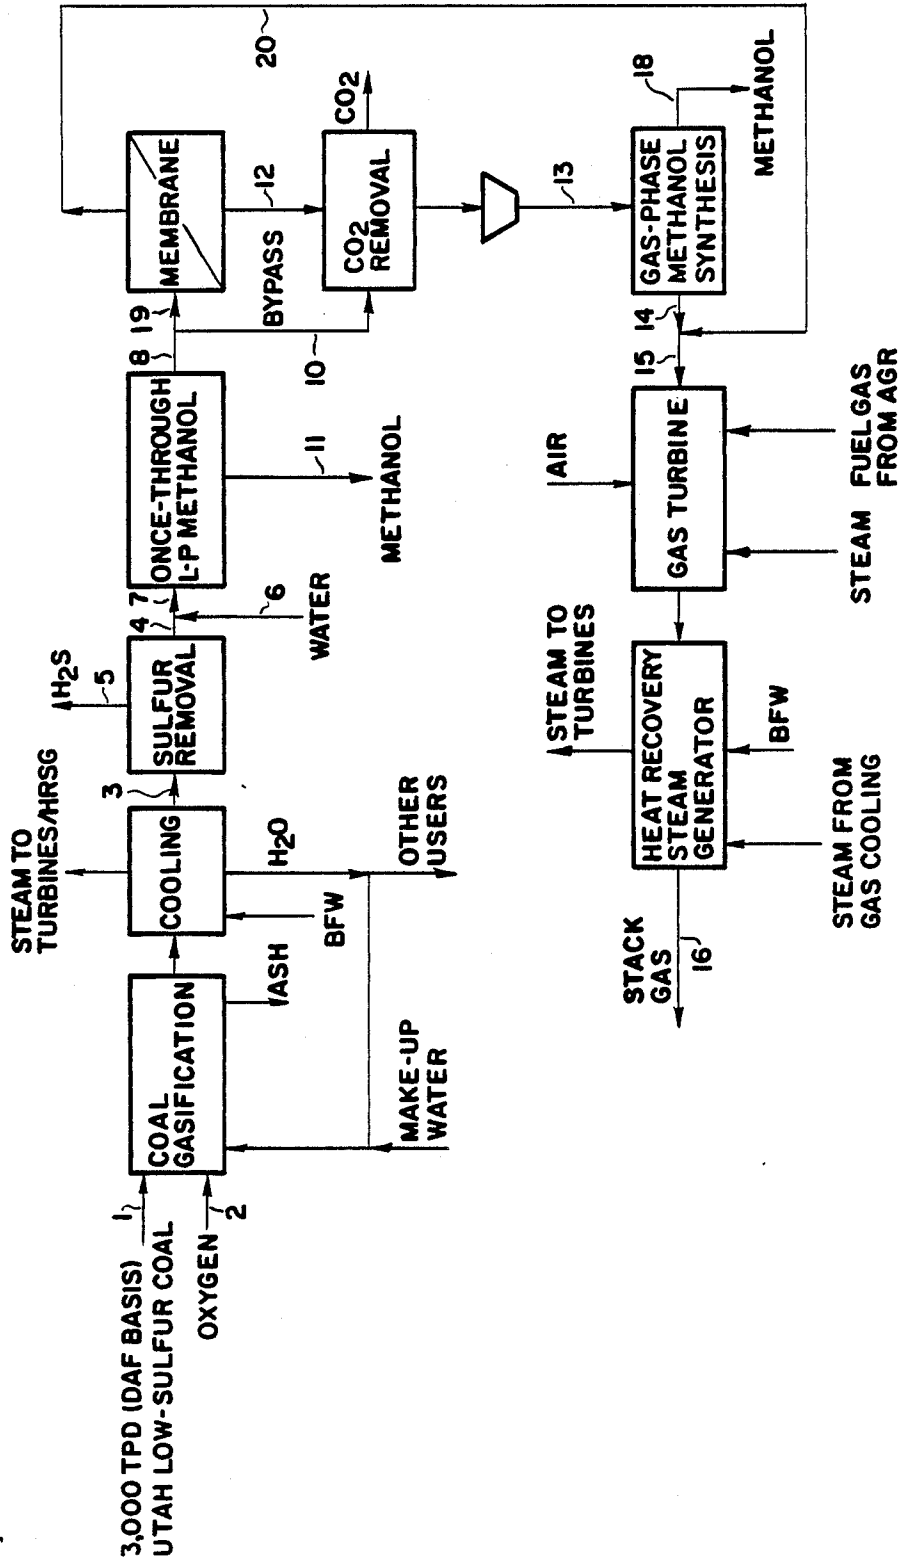 3,000 TPD (DAF BASIS)
UTAH LOW-SULFUR COAL
1
OXYGEN
2
COAL
GASIFICATION
ASH
MAKE-UP
WATER
STEAM TO
TURBINES/HRSG
COOLING
BFW
H2O
OTHER
USERS
3
SULFUR
REMOVAL
H2S
5
4
7
6
WATER
ONCE-THROUGH
L-P METHANOL
11
METHANOL
8
19
BYPASS
10
MEMBRANE
12
20
CO2
REMOVAL
CO2
13
GAS-PHASE
METHANOL
SYNTHESIS
18
METHANOL
14
15
GAS TURBINE
AIR
STEAM
FUEL GAS
FROM AGR
HEAT RECOVERY
STEAM
GENERATOR
STEAM TO
TURBINES
BFW
STEAM FROM
GAS COOLING
STACK
GAS
16